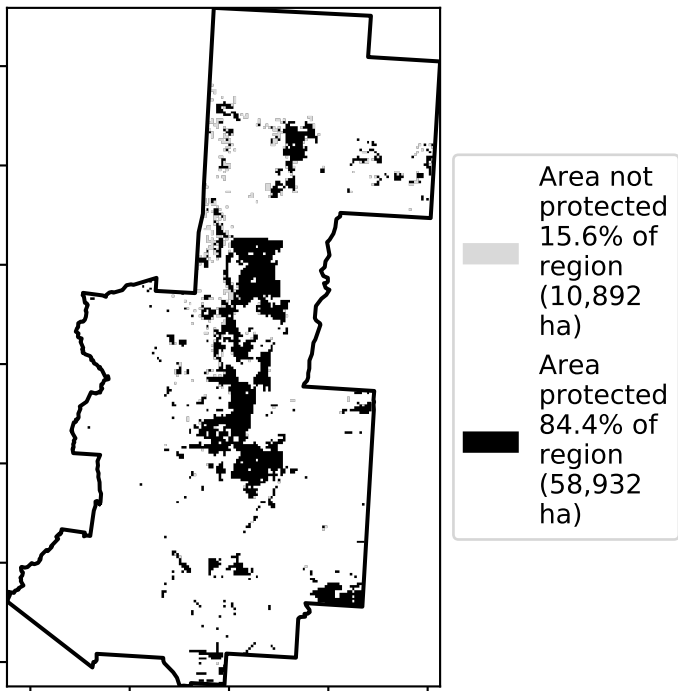 Area not
protected
15.6% of
region
(10,892
ha)
Area
protected
84.4% of
region
(58,932
ha)